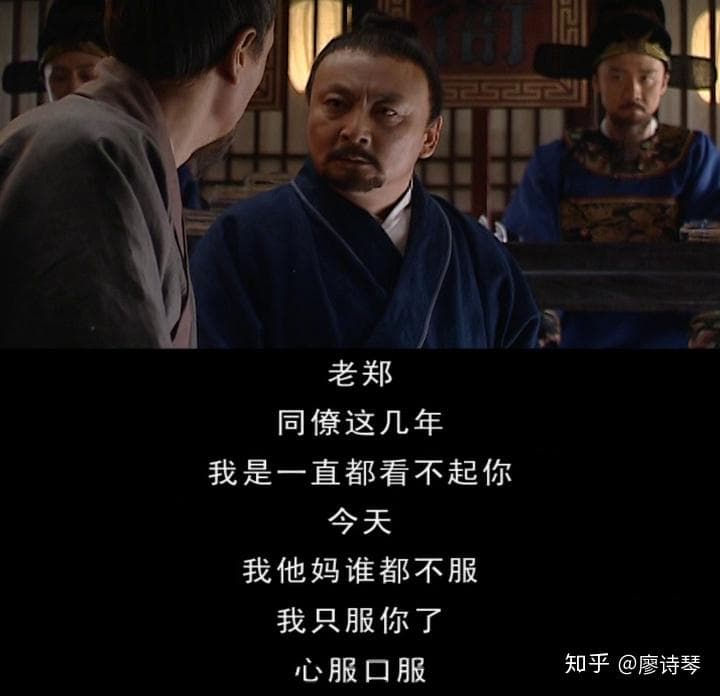 老郑
同僚这几年
我是一直都看不起你
今天
我他妈谁都不服
我只服你了
心服口服
知乎 @廖诗琴